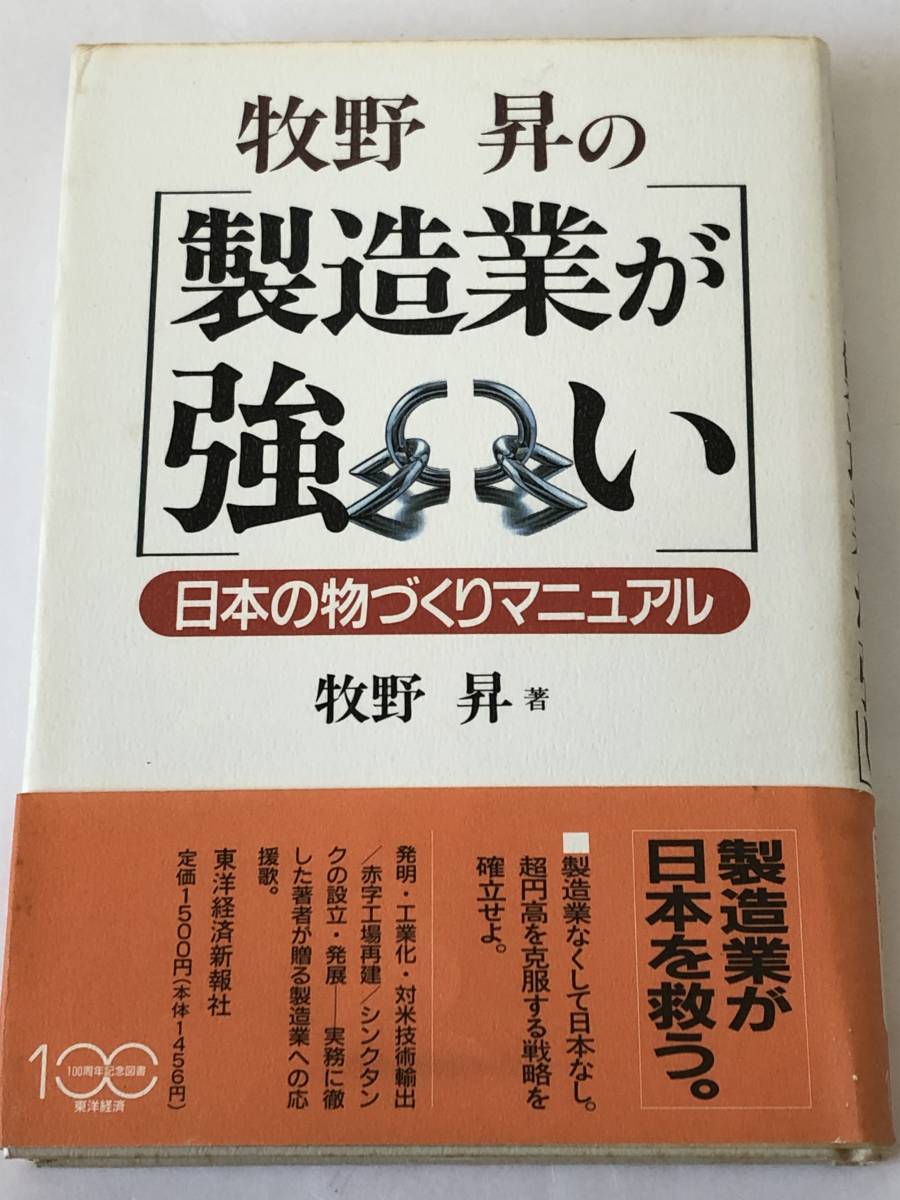 牧野 昇の
製造業が
強い
日本の物づくりマニュアル
牧野 昇 著
製造業が
日本を救う。
■製造業なくして日本なし。
超円高を克服する戦略を
確立せよ。
発明・工業化・対米技術輸出
/赤字工場再建/シンクタン
クの設立・発展――実務に徹
した著者が贈る製造業への応
援歌。
東洋経済新報社
定価1500円(本体1456円)
100
100周年記念図書
東洋経済